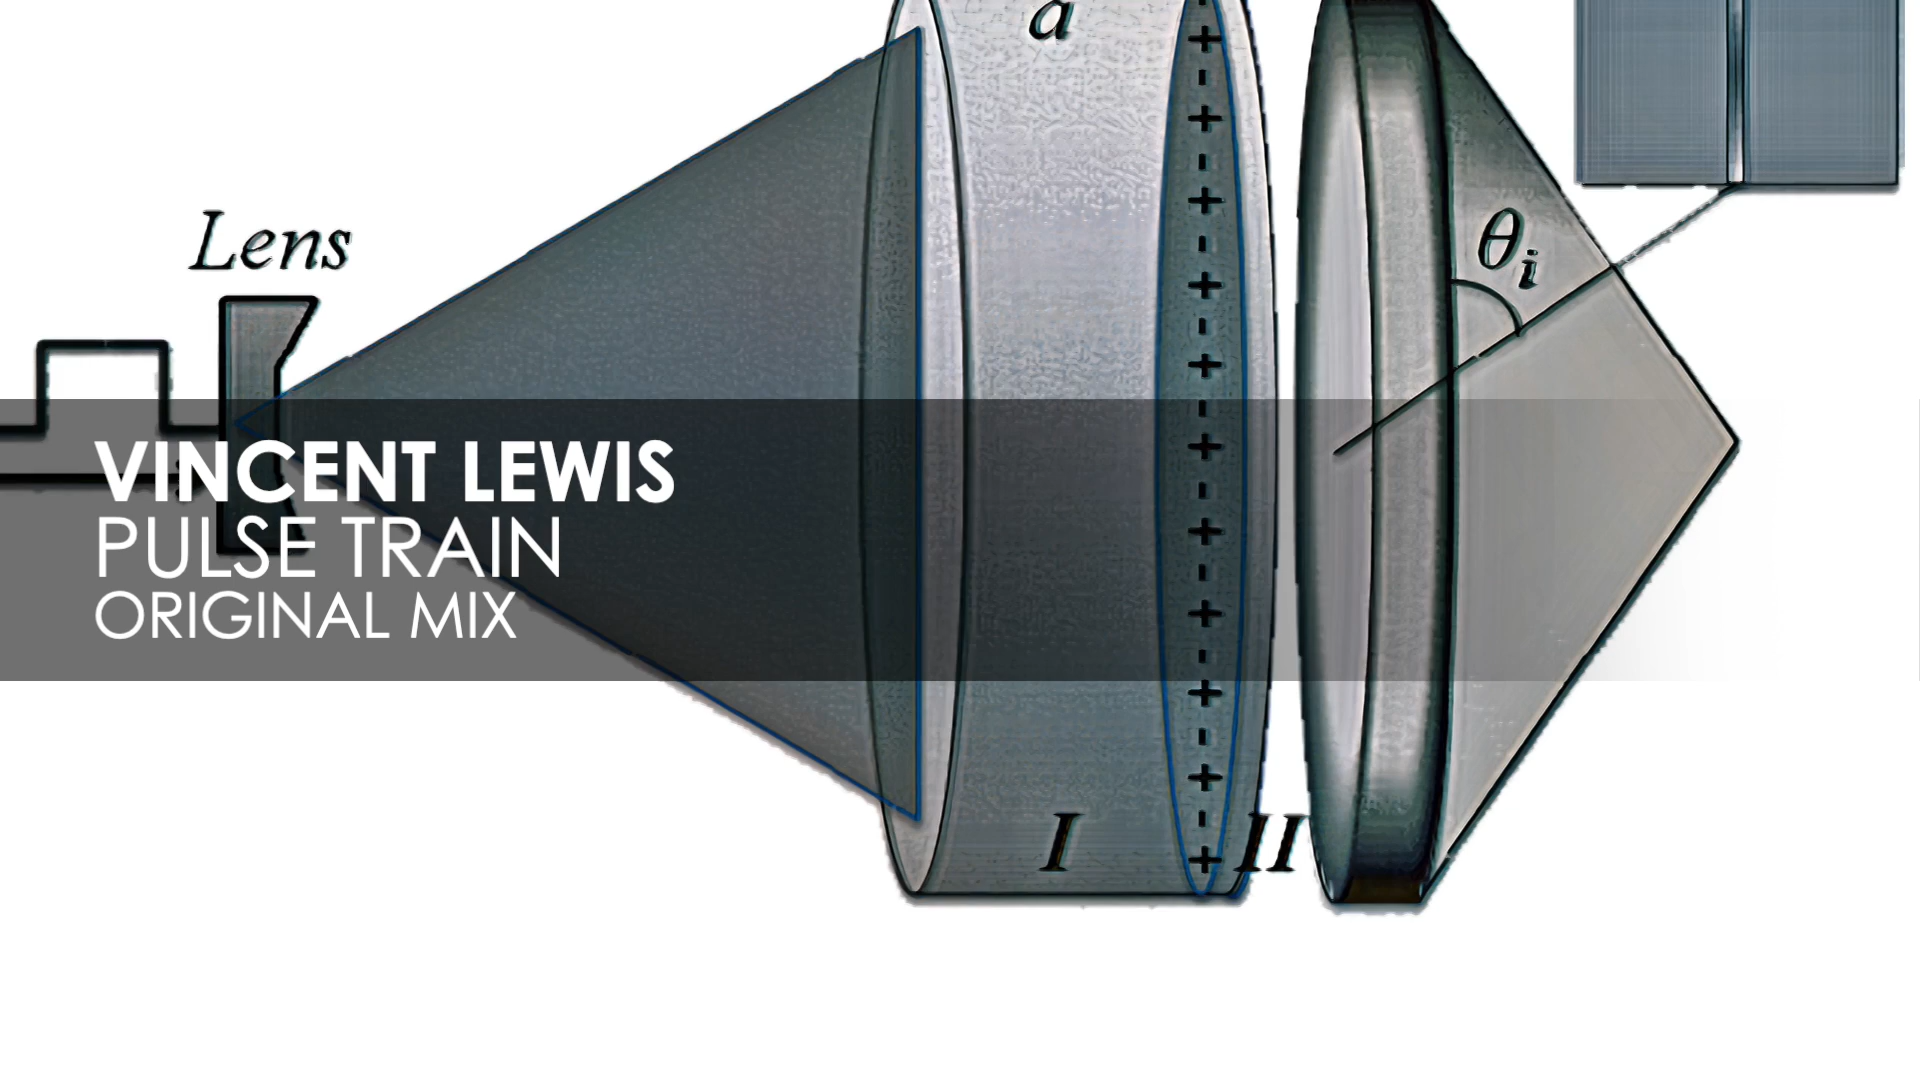 a
Lens
θi
VINCENT LEWIS
PULSE TRAIN
ORIGINAL MIX
I
II